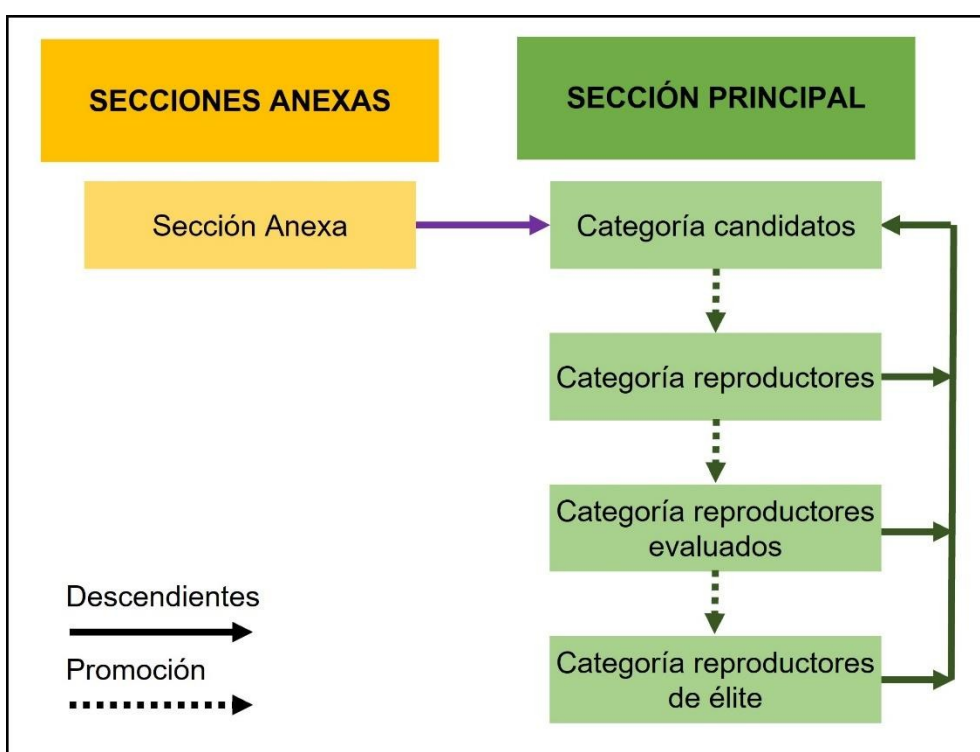 SECCIONES ANEXAS
SECCIÓN PRINCIPAL
Sección Anexa
Categoría candidatos
Categoría reproductores
Categoría reproductores
evaluados
Categoría reproductores
de élite
Descendientes
Promoción